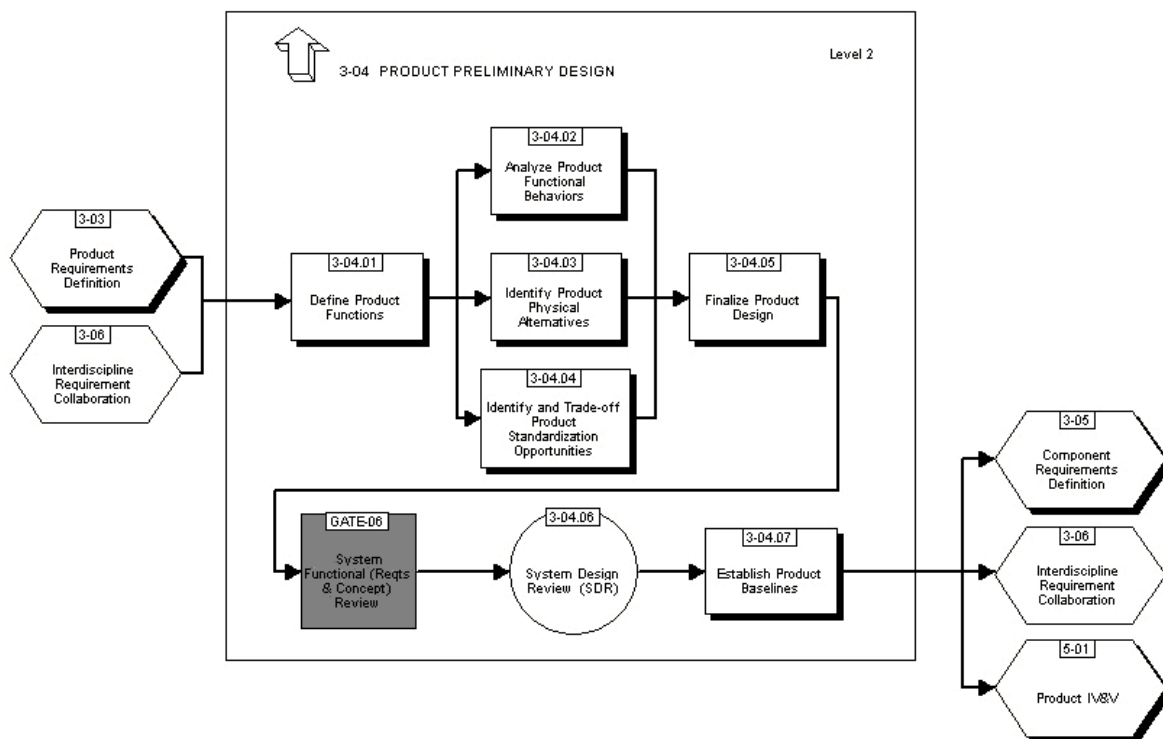 3-04 PRODUCT PRELIMINARY DESIGN
Level 2
3-03
Product
Requirements
Definition
3-06
Interdiscipline
Requirement
Collaboration
3-04.01
Define Product
Functions
3-04.02
Analyze Product
Functional
Behaviors
3-04.03
Identify Product
Physical
Alternatives
3-04.04
Identify and Trade-off
Product
Standardization
Opportunities
3-04.05
Finalize Product
Design
GATE-06
System
Functional (Reqts
& Concept)
Review
3-04.06
System Design
Review (SDR)
3-04.07
Establish Product
Baselines
3-05
Component
Requirements
Definition
3-06
Interdiscipline
Requirement
Collaboration
5-01
Product IV&V